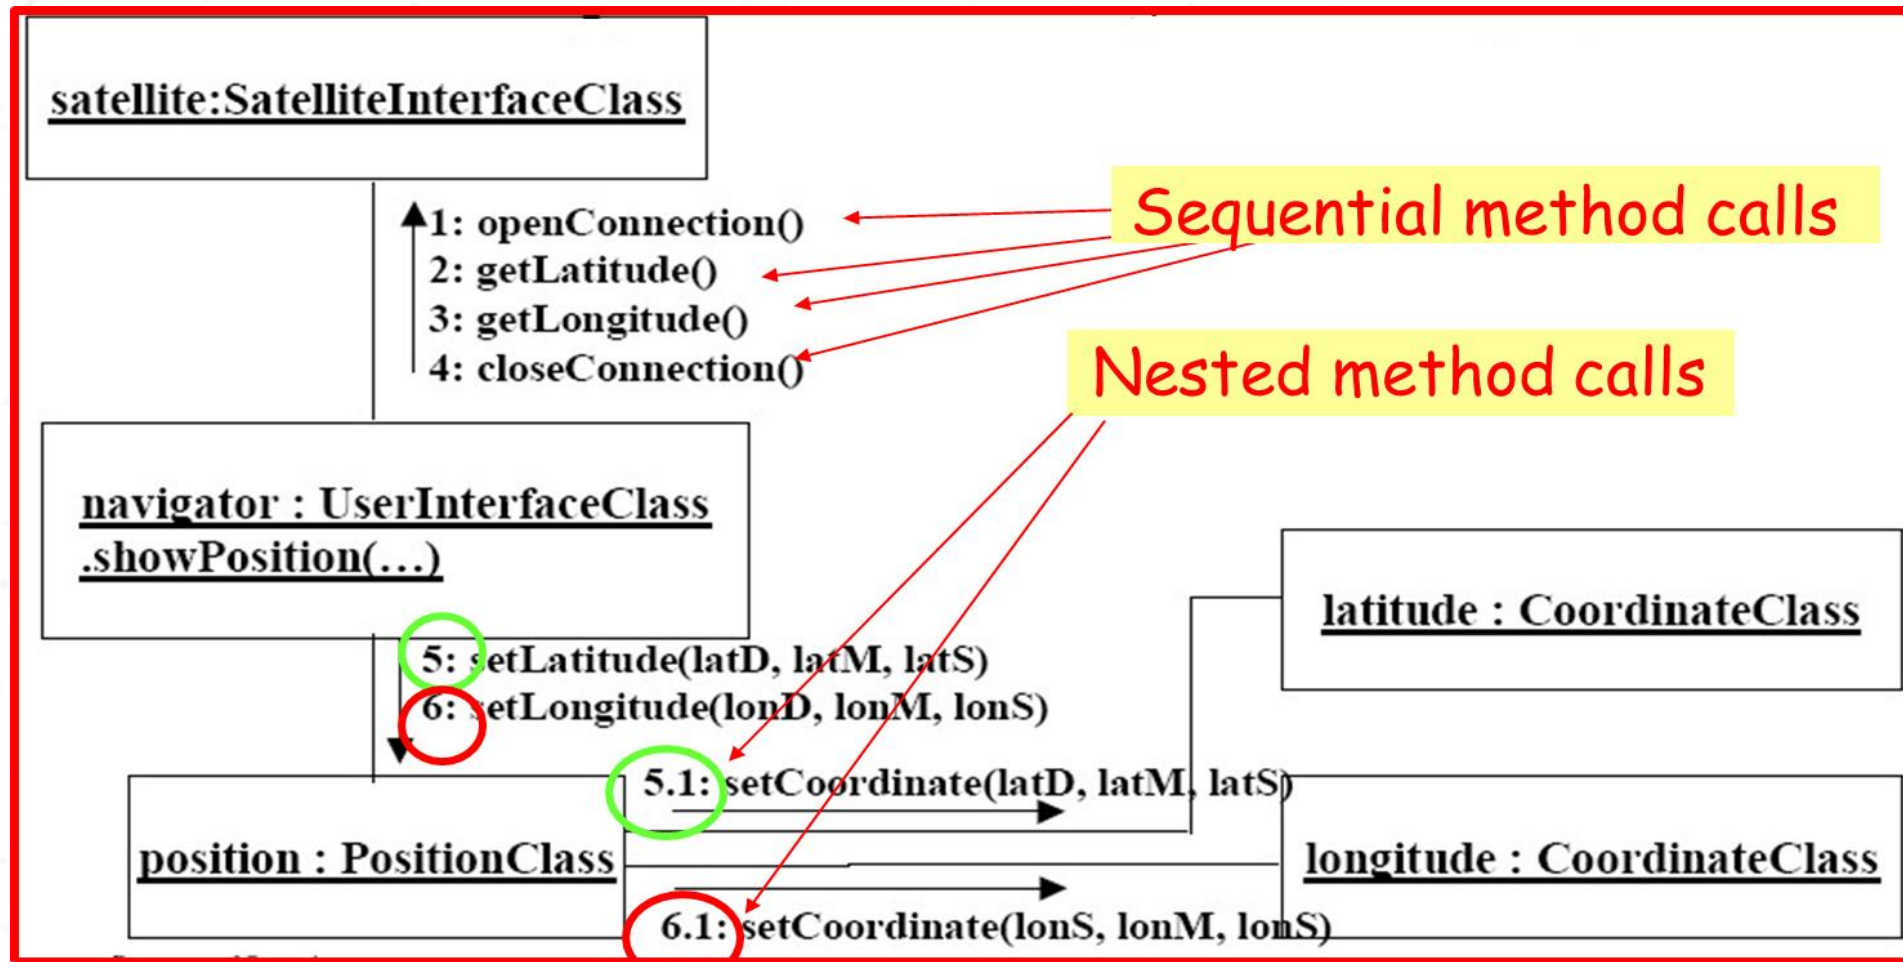 satellite:SatelliteInterfaceClass
1: openConnection()
2: getLatitude()
3: getLongitude()
4: closeConnection()
Sequential method calls
Nested method calls
navigator : UserInterfaceClass
.showPosition(...)
5: setLatitude(latD, latM, latS)
6: setLongitude(lonD, lonM, lonS)
latitude : CoordinateClass
5.1: setCoordinate(latD, latM, latS)
position : PositionClass
longitude : CoordinateClass
6.1: setCoordinate(lonS, lonM, lonS)